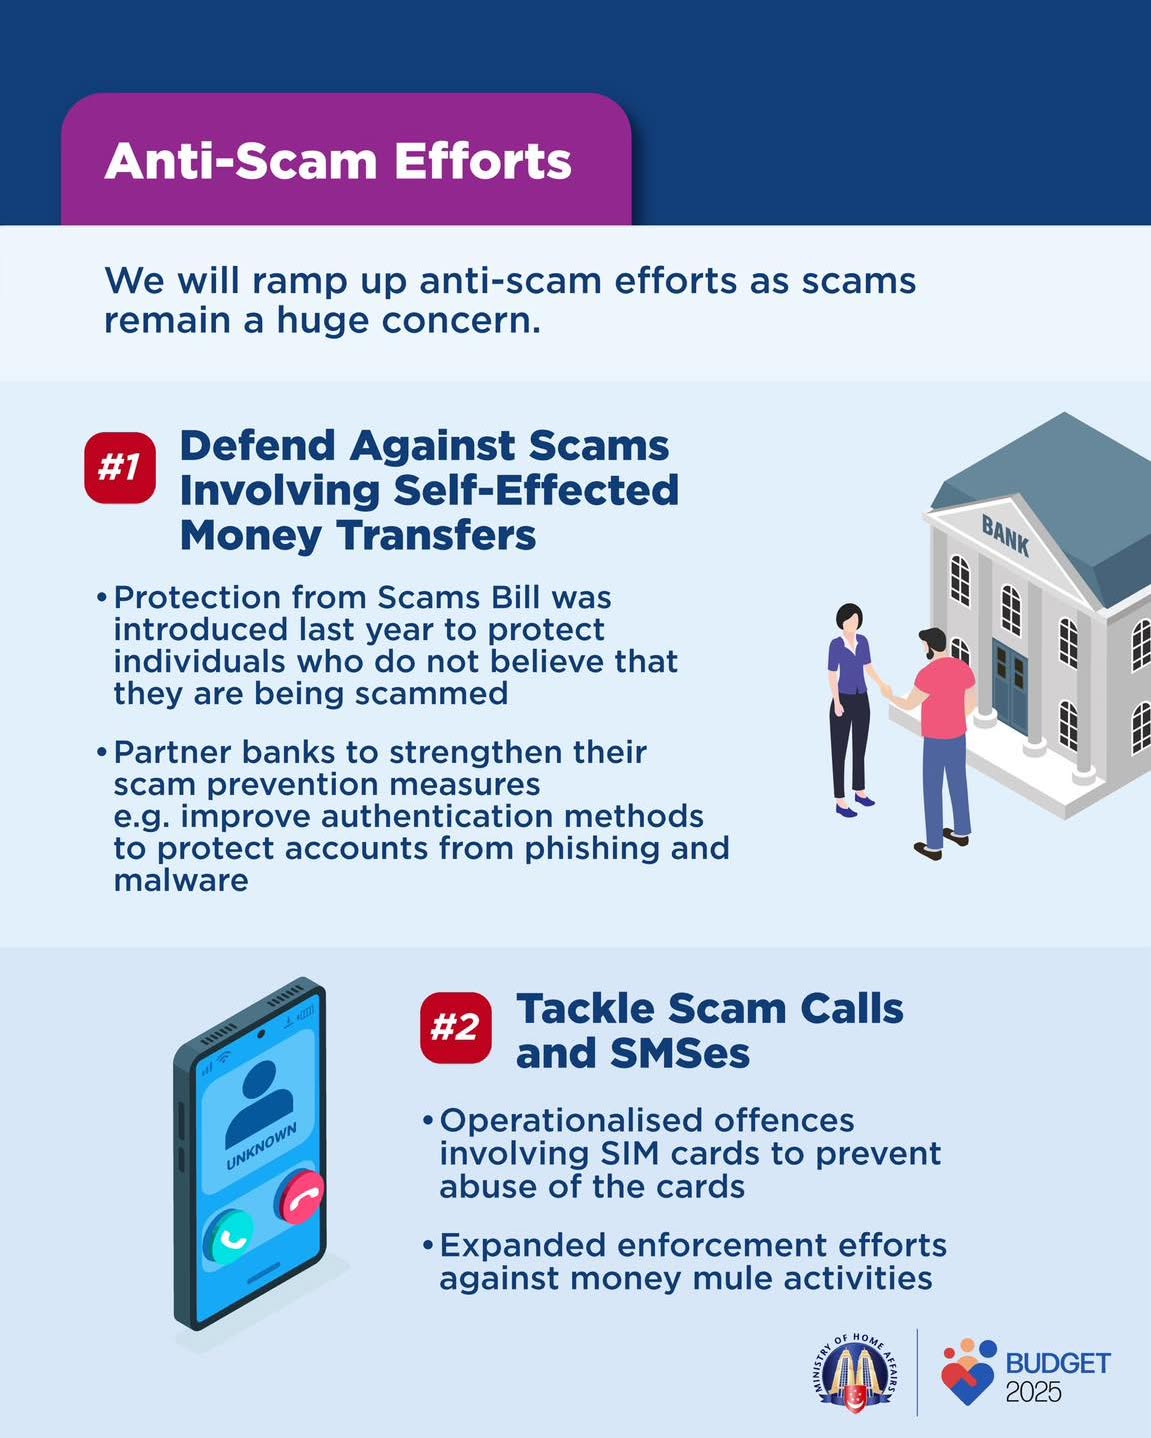 Anti-Scam Efforts
We will ramp up anti-scam efforts as scams
remain a huge concern.
#1
Defend Against Scams
Involving Self-Effected
Money Transfers
• Protection from Scams Bill was
introduced last year to protect
individuals who do not believe that
they are being scammed
• Partner banks to strengthen their
scam prevention measures
e.g. improve authentication methods
to protect accounts from phishing and
malware
BANK
#2
Tackle Scam Calls
and SMSes
• Operationalised offences
involving SIM cards to prevent
abuse of the cards
• Expanded enforcement efforts
against money mule activities
UNKNOWN
MINISTRY OF HOME AFFAIRS
BUDGET
2025